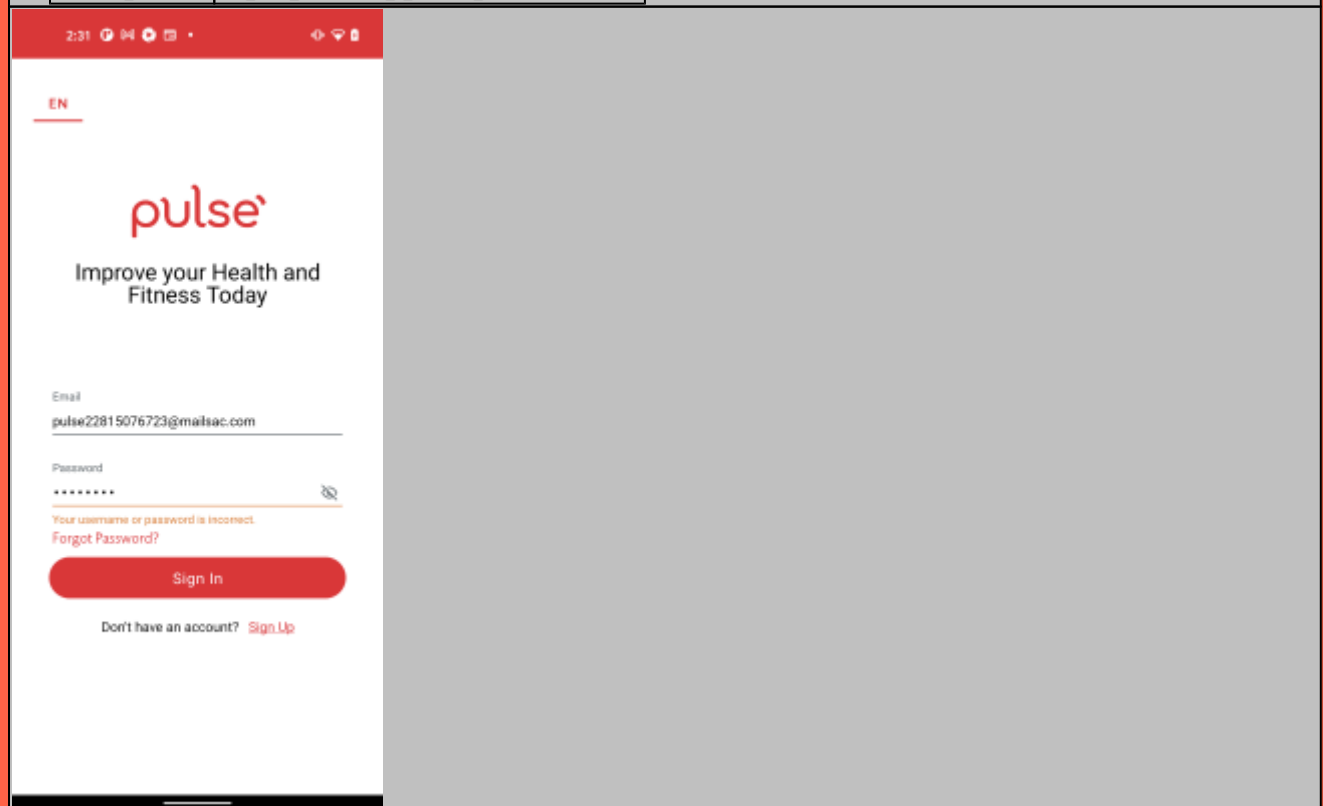 2:31
EN
pulse
Improve your Health and
Fitness Today
Email
pulse22815076723@mailsac.com
Password
••••••••
Your username or password is incorrect.
Forgot Password?
Sign In
Don't have an account? Sign Up